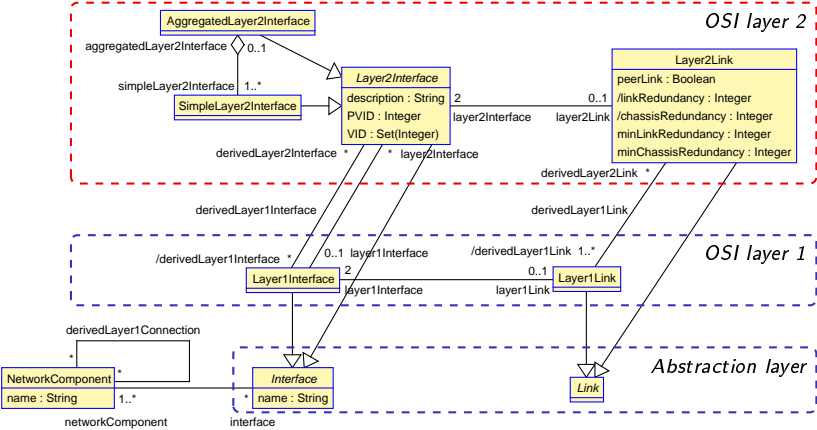 AggregatedLayer2Interface
OSI layer 2
aggregatedLayer2Interface
0..1
simpleLayer2Interface
1..*
SimpleLayer2Interface
Layer2Interface
description : String
PVID : Integer
VID : Set(Integer)
2
0..1
layer2Interface
layer2Link
Layer2Link
peerLink : Boolean
/linkRedundancy : Integer
/chassisRedundancy : Integer
minLinkRedundancy : Integer
minChassisRedundancy : Integer
derivedLayer2Interface
*
*
layer2Interface
derivedLayer2Link
*
derivedLayer1Interface
derivedLayer1Link
/derivedLayer1Interface
*
0..1
layer1Interface
/derivedLayer1Link
1..*
OSI layer 1
Layer1Interface
2
0..1
Layer1Link
layer1Interface
layer1Link
derivedLayer1Connection
*
*
Abstraction layer
NetworkComponent
name : String
1..*
*
Interface
name : String
Link
networkComponent
interface